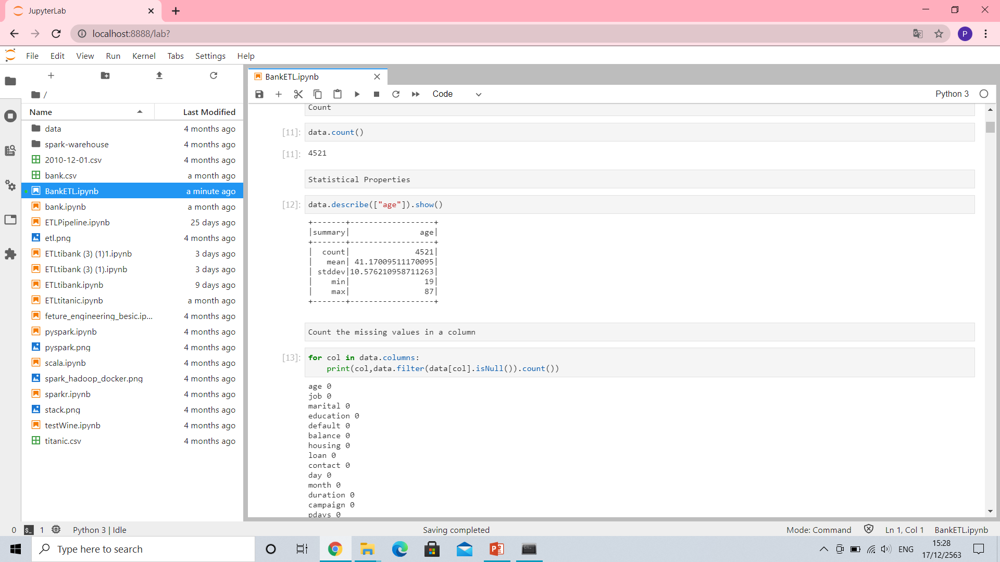 JupyterLab
localhost:8888/lab?
P
File Edit View Run Kernel Tabs Settings Help
/
Name Last Modified
data 4 months ago
spark-warehouse 4 months ago
2010-12-01.csv 4 months ago
bank.csv a month ago
BankETL.ipynb a minute ago
bank.ipynb a month ago
ETLPipeline.ipynb 25 days ago
etl.png 4 months ago
ETLtibank (3) (1)1.ipynb 3 days ago
ETLtibank (3) (1).ipynb 3 days ago
ETLtibank.ipynb 9 days ago
ETLtitanic.ipynb a month ago
feture_engineering_besic.ip... 4 months ago
pyspark.ipynb 4 months ago
pyspark.png 4 months ago
scala.ipynb 4 months ago
spark_hadoop_docker.png 4 months ago
sparkr.ipynb 4 months ago
stack.png 4 months ago
testWine.ipynb 4 months ago
titanic.csv 4 months ago
BankETL.ipynb
Code Python 3
Count
[11]: data.count()
[11]: 4521
Statistical Properties
[12]: data.describe(["age"]).show()
+-------+------------------+
|summary|               age|
+-------+------------------+
|  count|              4521|
|   mean| 41.17009511170095|
| stddev|10.576210958711263|
|    min|                19|
|    max|                87|
+-------+------------------+
Count the missing values in a column
[13]: for col in data.columns:
    print(col,data.filter(data[col].isNull()).count())
age 0
job 0
marital 0
education 0
default 0
balance 0
housing 0
loan 0
contact 0
day 0
month 0
duration 0
campaign 0
pdays 0
0 $_ 1 Python 3 | Idle Saving completed Mode: Command Ln 1, Col 1 BankETL.ipynb
Type here to search ENG 15:28
17/12/2563